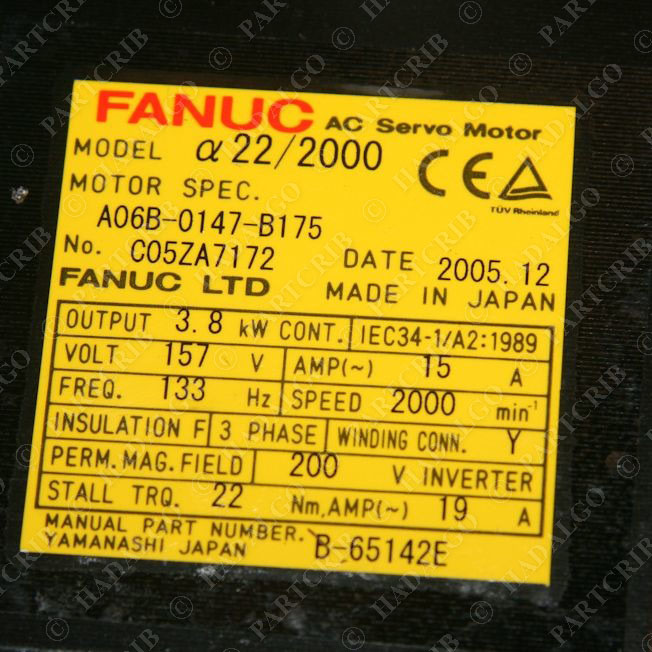 FANUC AC Servo Motor
MODEL α22/2000
CE
TÜV Rheinland
MOTOR SPEC.
A06B-0147-B175
No. C05ZA7172 DATE 2005.12
FANUC LTD MADE IN JAPAN
OUTPUT 3.8 kW CONT. IEC34-1/A2:1989
VOLT 157 V AMP(~) 15 A
FREQ. 133 Hz SPEED 2000 min⁻¹
INSULATION F 3 PHASE WINDING CONN. Y
PERM.MAG.FIELD 200 V INVERTER
STALL TRQ. 22 Nm,AMP(~) 19 A
MANUAL PART NUMBER. B-65142E
YAMANASHI JAPAN
© PARTCRIB © HADALGO